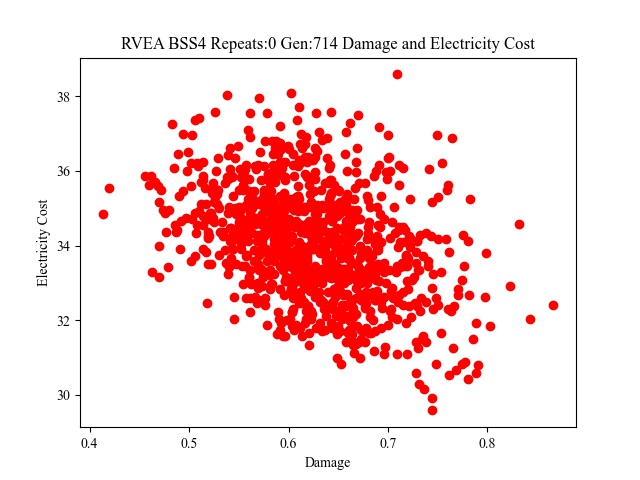 RVEA BSS4 Repeats:0 Gen:714 Damage and Electricity Cost
38
36
34
32
30
Electricity Cost
0.4 0.5 0.6 0.7 0.8
Damage